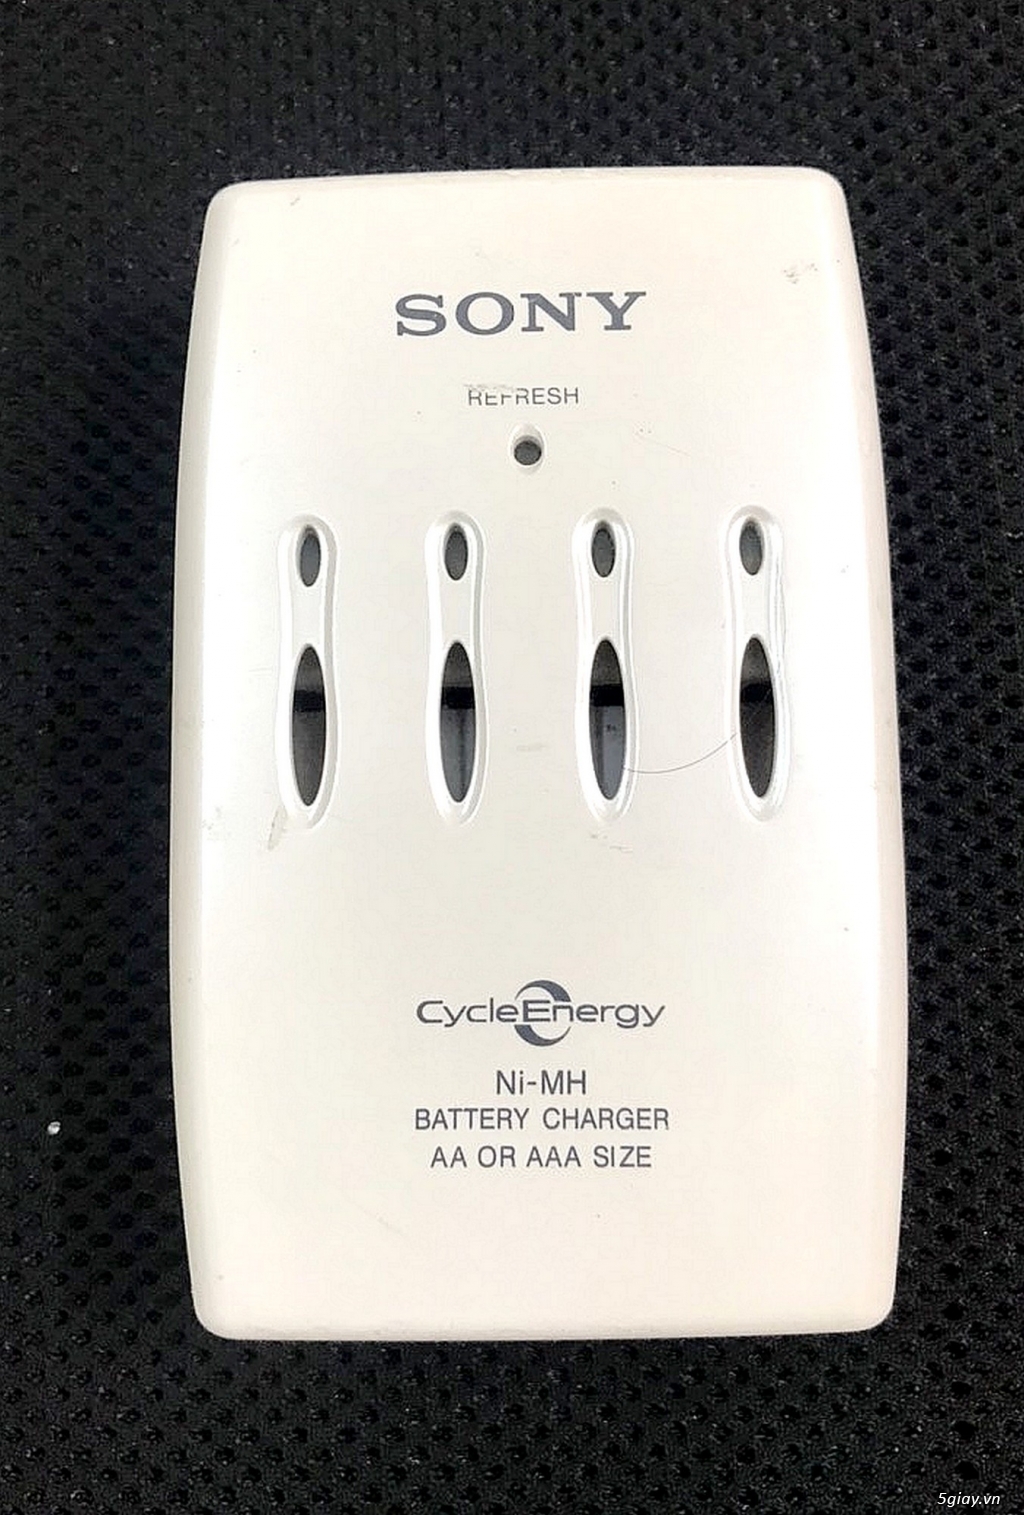 SONY
REFRESH
CycleEnergy
Ni-MH
BATTERY CHARGER
AA OR AAA SIZE
5giay.vn